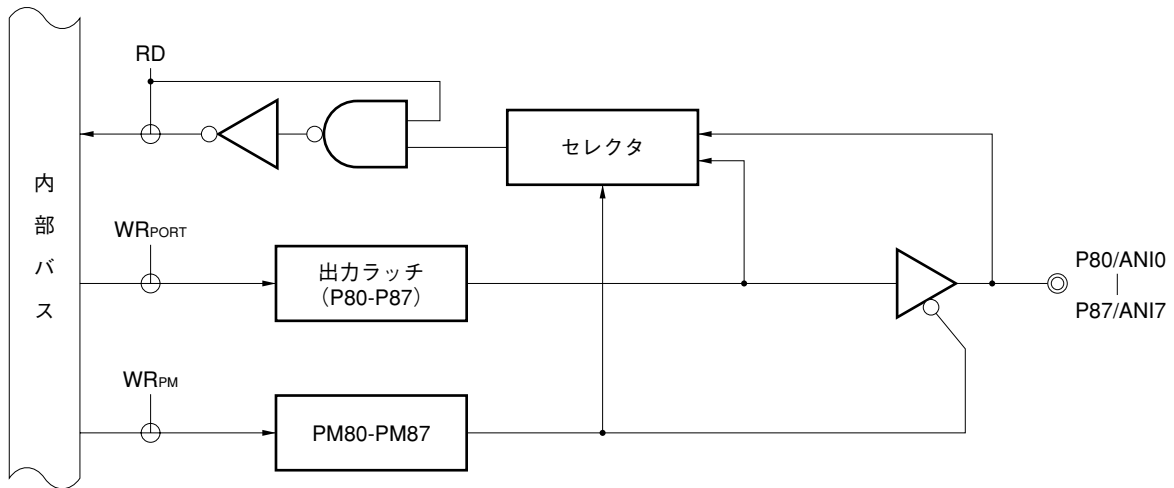 RD
セレクタ
内部バス
WRPORT
出力ラッチ
(P80-P87)
P80/ANI0
P87/ANI7
WRPM
PM80-PM87